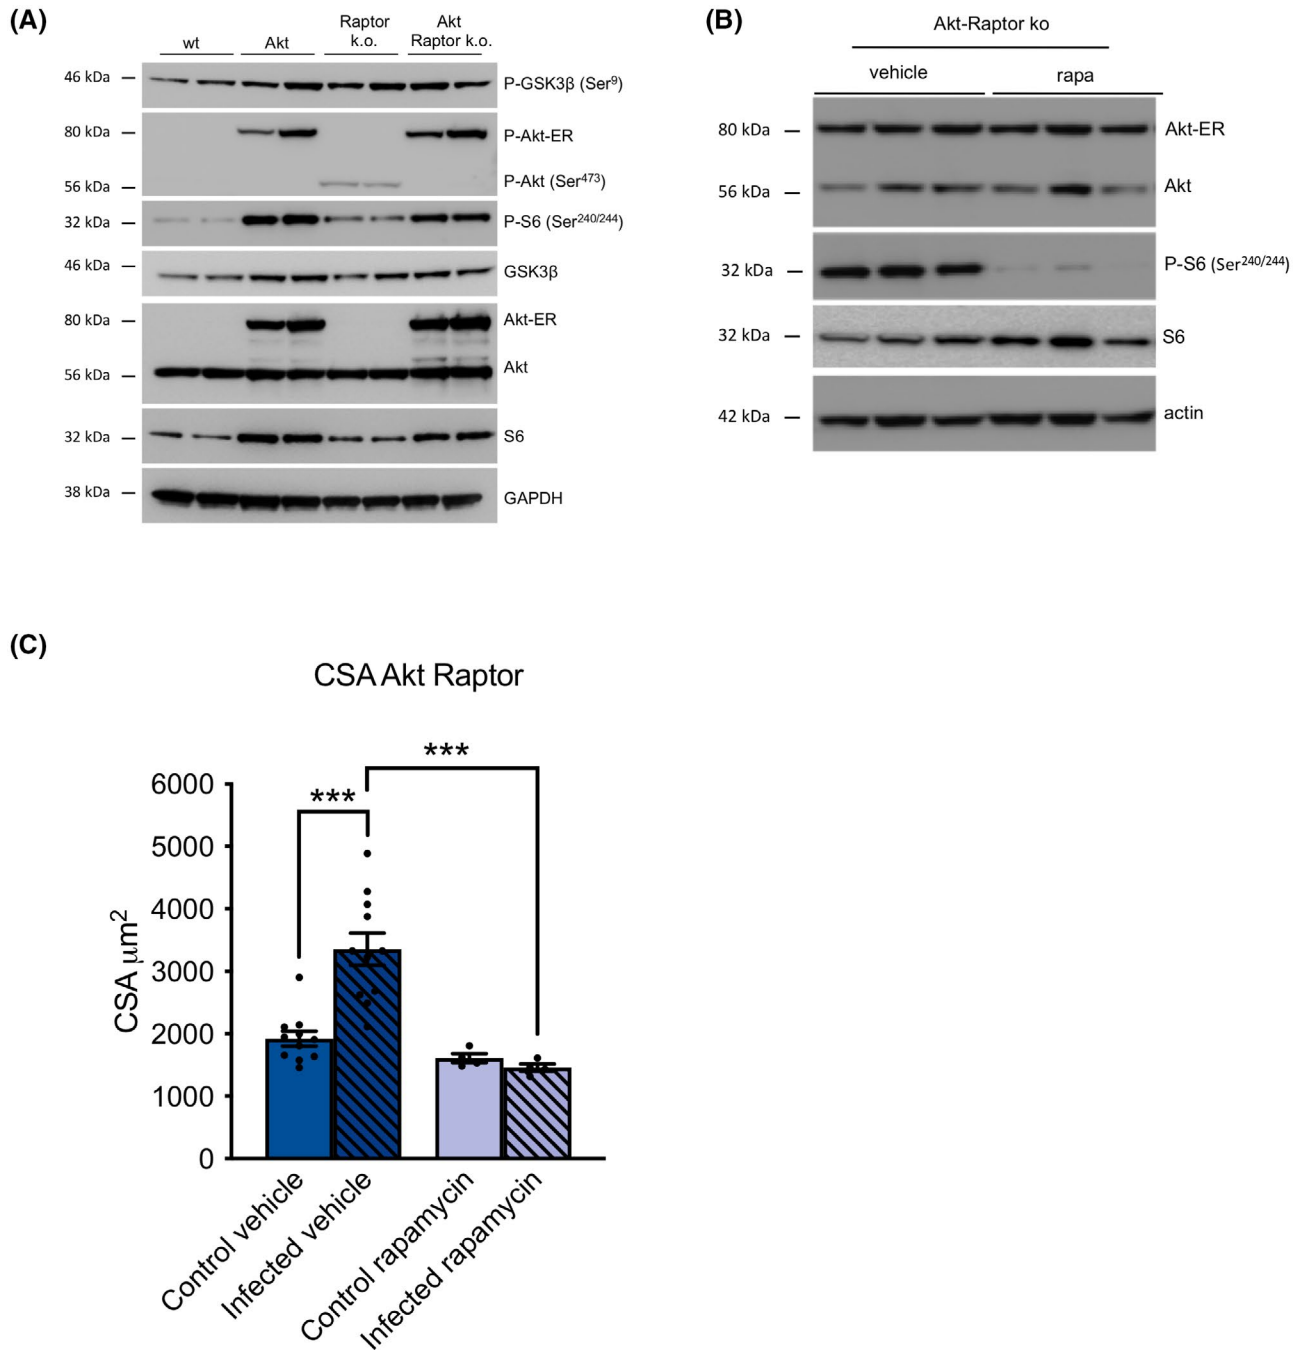 (A)
wt
Akt
Raptor
k.o.
Akt
Raptor k.o.
46 kDa
P-GSK3β (Ser⁹)
80 kDa
P-Akt-ER
56 kDa
P-Akt (Ser⁴⁷³)
32 kDa
P-S6 (Ser²⁴⁰/²⁴⁴)
46 kDa
GSK3β
80 kDa
Akt-ER
56 kDa
Akt
32 kDa
S6
38 kDa
GAPDH
(B)
Akt-Raptor ko
vehicle
rapa
80 kDa
Akt-ER
56 kDa
Akt
32 kDa
P-S6 (Ser²⁴⁰/²⁴⁴)
32 kDa
S6
42 kDa
actin
(C)
CSA Akt Raptor
***
***
6000
5000
4000
3000
2000
1000
0
CSA μm²
Control vehicle
Infected vehicle
Control rapamycin
Infected rapamycin